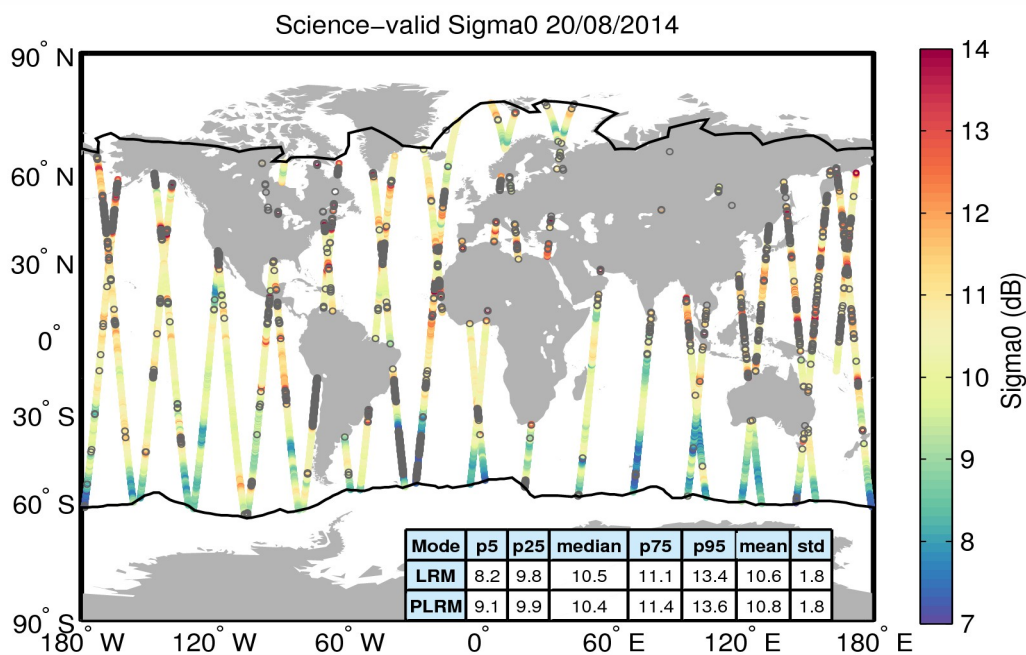 Science−valid Sigma0 20/08/2014
90° N
60° N
30° N
0°
30° S
60° S
90° S
180° W
120° W
60° W
0°
60° E
120° E
180° E
14
13
12
11
10
9
8
7
Sigma0 (dB)
Mode p5 p25 median p75 p95 mean std
LRM 8.2 9.8 10.5 11.1 13.4 10.6 1.8
PLRM 9.1 9.9 10.4 11.4 13.6 10.8 1.8